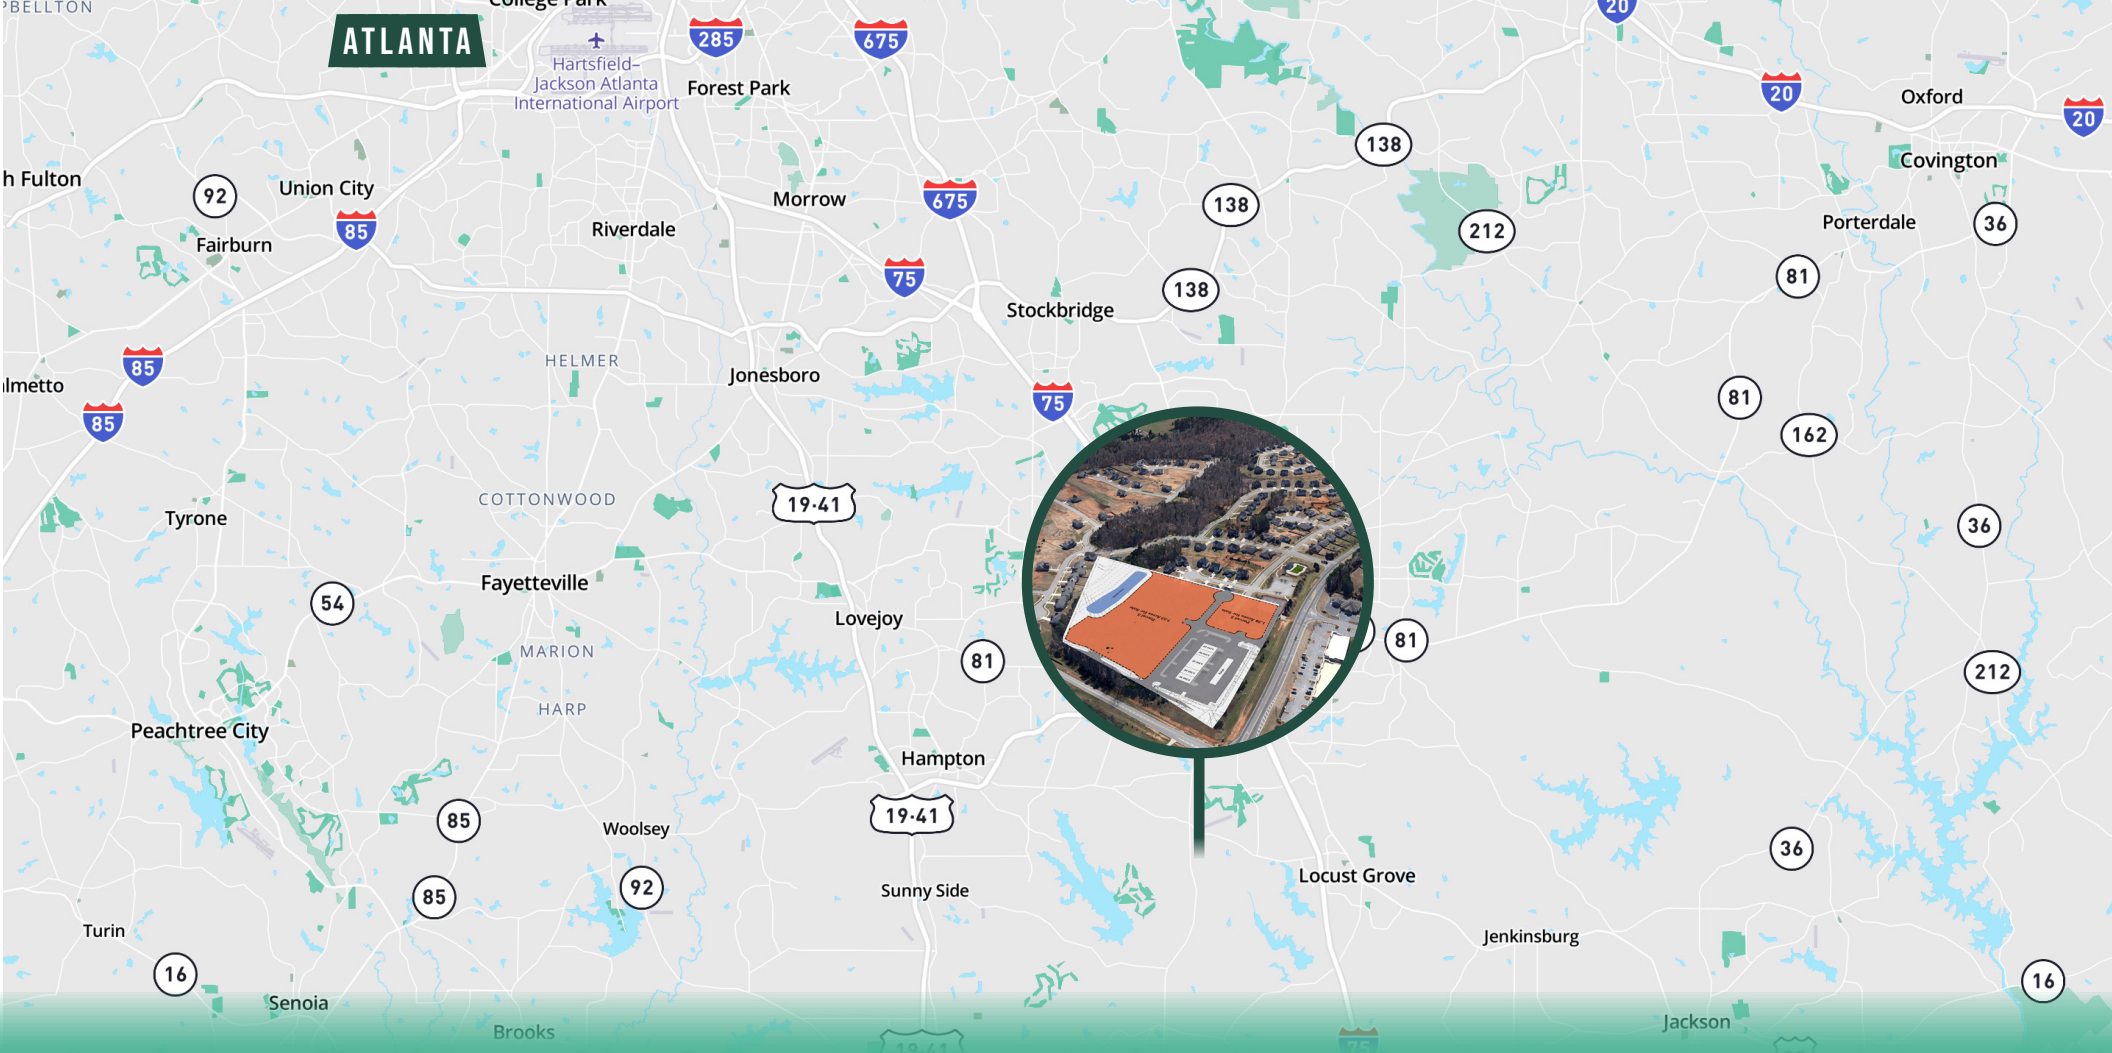 PBELLTON
College Park
ATLANTA
285
675
20
Hartsfield–
Jackson Atlanta
International Airport
Forest Park
20
Oxford
20
138
Covington
h Fulton
92
Union City
Morrow
675
138
85
Riverdale
212
Porterdale
36
Fairburn
75
81
138
Stockbridge
85
HELMER
Jonesboro
lmetto
75
81
85
162
COTTONWOOD
19·41
Tyrone
36
Fayetteville
54
Lovejoy
81
81
MARION
212
HARP
Peachtree City
Hampton
85
19·41
Woolsey
36
92
85
Sunny Side
Locust Grove
Turin
Jenkinsburg
16
16
Senoia
Brooks
Jackson
19·41
75